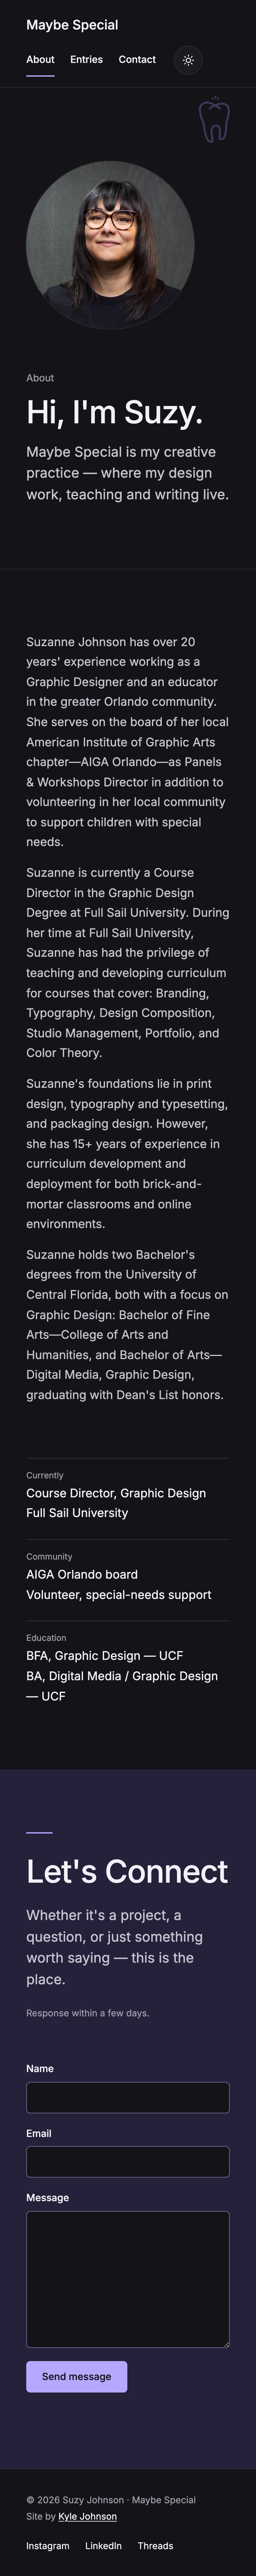 Maybe Special
About Entries Contact
About
Hi, I'm Suzy.
Maybe Special is my creative
practice — where my design
work, teaching and writing live.
Suzanne Johnson has over 20
years' experience working as a
Graphic Designer and an educator
in the greater Orlando community.
She serves on the board of her local
American Institute of Graphic Arts
chapter—AIGA Orlando—as Panels
& Workshops Director in addition to
volunteering in her local community
to support children with special
needs.
Suzanne is currently a Course
Director in the Graphic Design
Degree at Full Sail University. During
her time at Full Sail University,
Suzanne has had the privilege of
teaching and developing curriculum
for courses that cover: Branding,
Typography, Design Composition,
Studio Management, Portfolio, and
Color Theory.
Suzanne's foundations lie in print
design, typography and typesetting,
and packaging design. However,
she has 15+ years of experience in
curriculum development and
deployment for both brick-and-
mortar classrooms and online
environments.
Suzanne holds two Bachelor's
degrees from the University of
Central Florida, both with a focus on
Graphic Design: Bachelor of Fine
Arts—College of Arts and
Humanities, and Bachelor of Arts—
Digital Media, Graphic Design,
graduating with Dean's List honors.
Currently
Course Director, Graphic Design
Full Sail University
Community
AIGA Orlando board
Volunteer, special-needs support
Education
BFA, Graphic Design — UCF
BA, Digital Media / Graphic Design
— UCF
Let's Connect
Whether it's a project, a
question, or just something
worth saying — this is the
place.
Response within a few days.
Name
Email
Message
Send message
© 2026 Suzy Johnson · Maybe Special
Site by Kyle Johnson
Instagram LinkedIn Threads